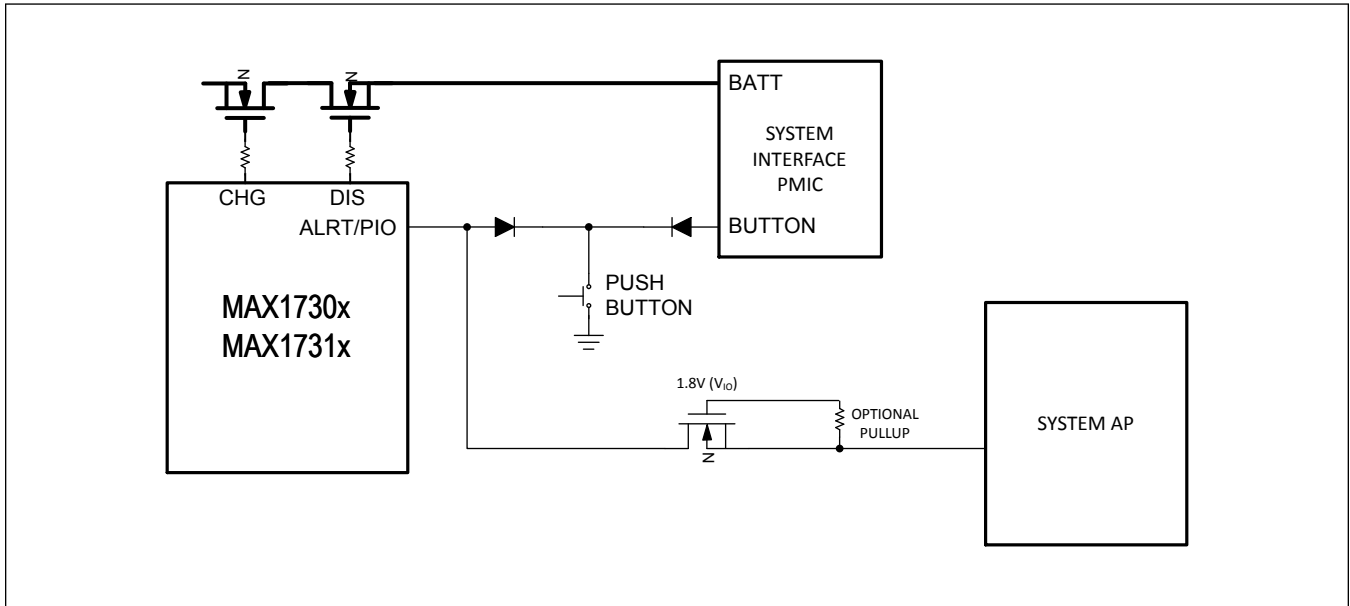 N
N
BATT
SYSTEM
INTERFACE
PMIC
BUTTON
CHG
DIS
ALRT/PIO
MAX1730x
MAX1731x
PUSH
BUTTON
1.8V (VIO)
OPTIONAL
PULLUP
N
SYSTEM AP